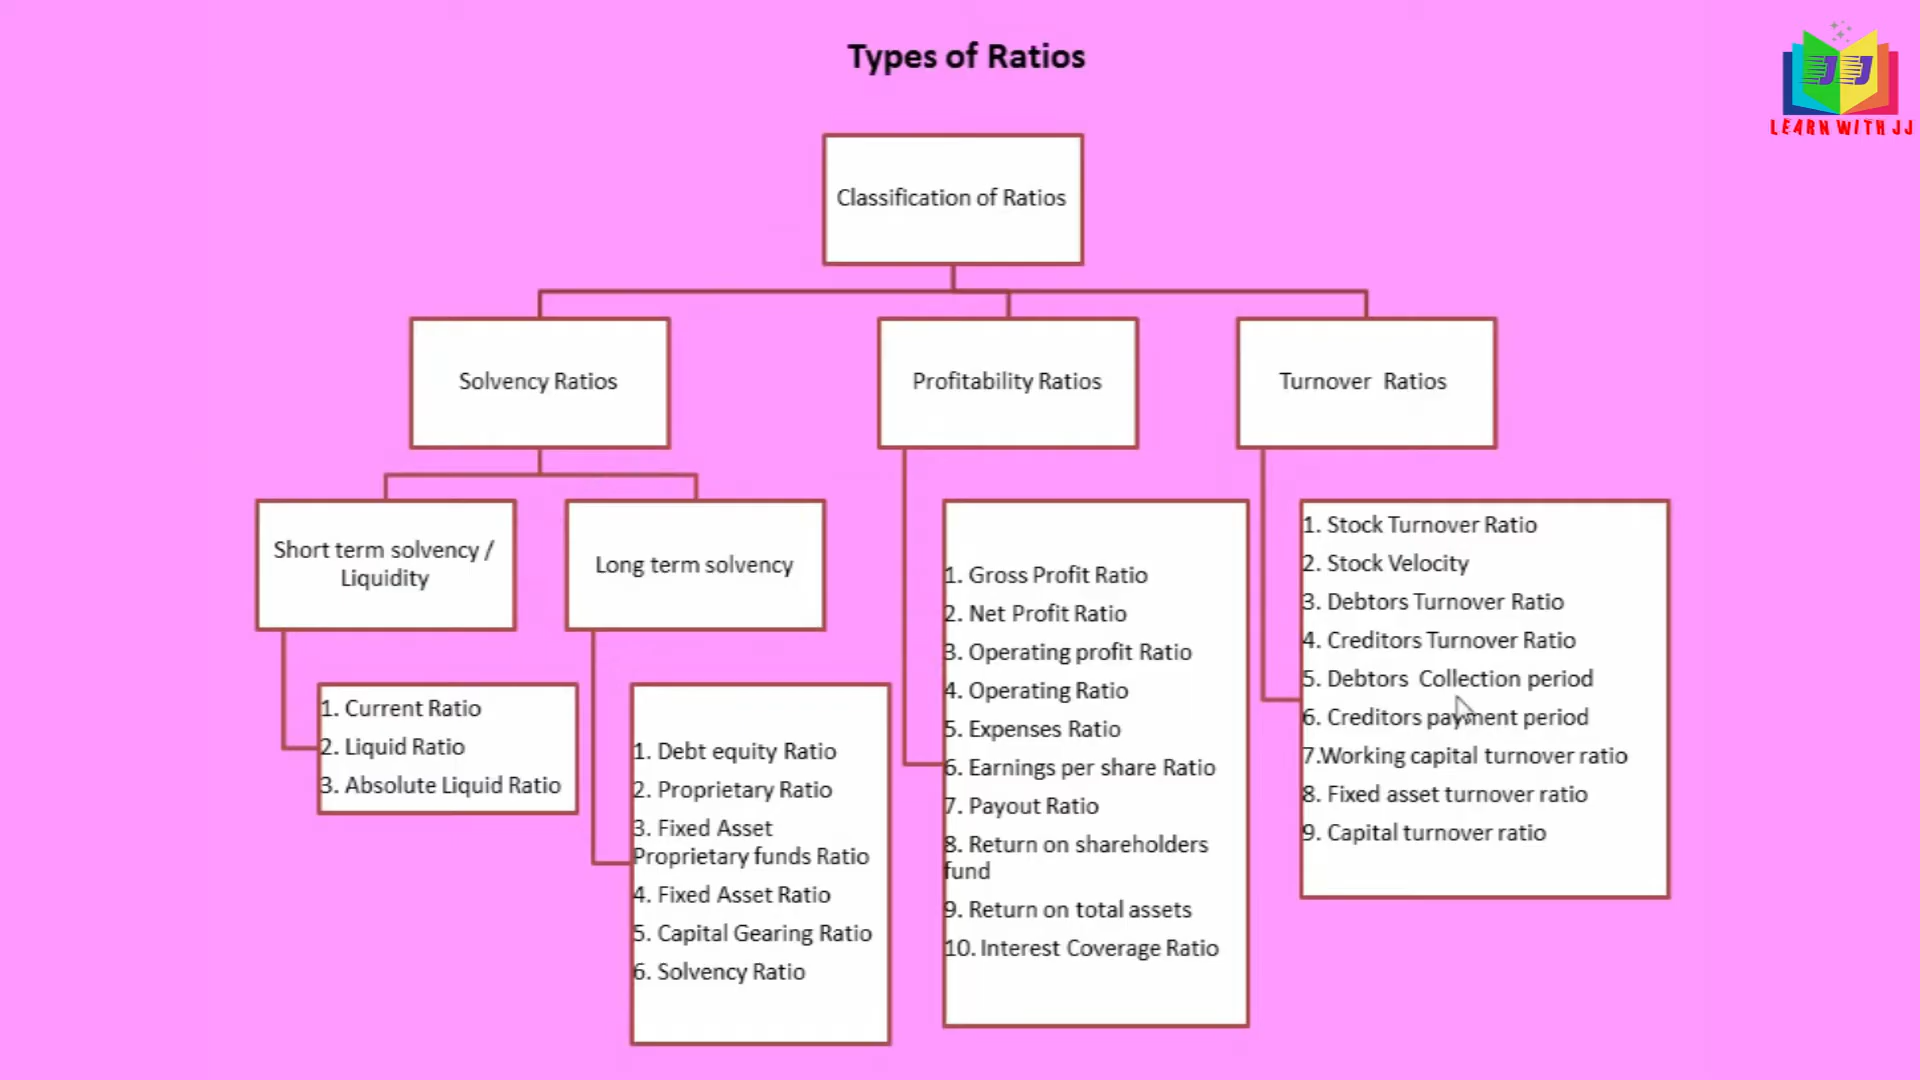 Types of Ratios
JJ
LEARN WITH JJ
Classification of Ratios
Solvency Ratios
Profitability Ratios
Turnover Ratios
Short term solvency /
Liquidity
Long term solvency
1. Current Ratio
2. Liquid Ratio
3. Absolute Liquid Ratio
1. Debt equity Ratio
2. Proprietary Ratio
3. Fixed Asset
Proprietary funds Ratio
4. Fixed Asset Ratio
5. Capital Gearing Ratio
6. Solvency Ratio
1. Gross Profit Ratio
2. Net Profit Ratio
3. Operating profit Ratio
4. Operating Ratio
5. Expenses Ratio
6. Earnings per share Ratio
7. Payout Ratio
8. Return on shareholders
fund
9. Return on total assets
10. Interest Coverage Ratio
1. Stock Turnover Ratio
2. Stock Velocity
3. Debtors Turnover Ratio
4. Creditors Turnover Ratio
5. Debtors Collection period
6. Creditors payment period
7.Working capital turnover ratio
8. Fixed asset turnover ratio
9. Capital turnover ratio